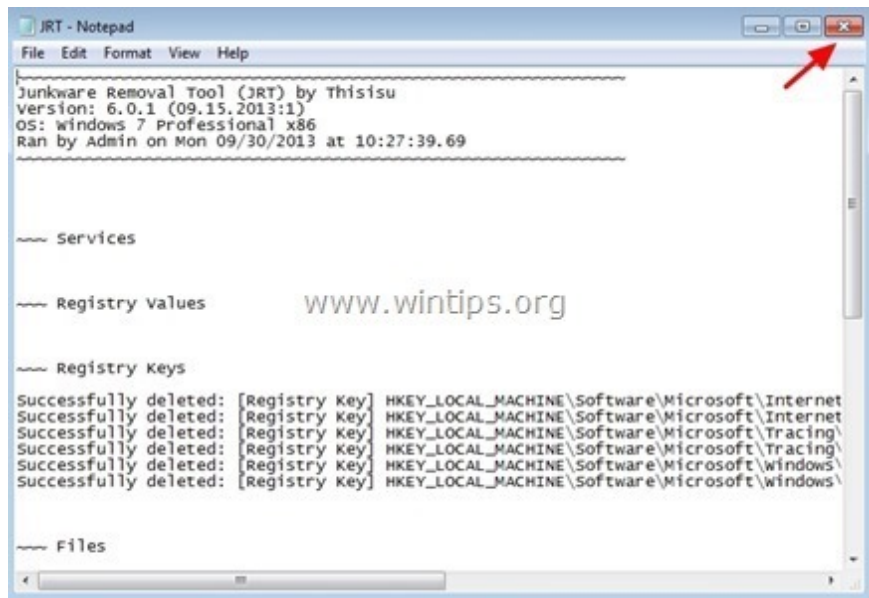 JRT - Notepad
File Edit Format View Help
~~~~~~~~~~~~~~~~~~~~~~~~~~~~~~~~~~~~~~~~~~~~~~~~~~~~~~~~~~~~~~~~~~~~~~~~~~~
Junkware Removal Tool (JRT) by Thisisu
Version: 6.0.1 (09.15.2013:1)
OS: Windows 7 Professional x86
Ran by Admin on Mon 09/30/2013 at 10:27:39.69
~~~~~~~~~~~~~~~~~~~~~~~~~~~~~~~~~~~~~~~~~~~~~~~~~~~~~~~~~~~~~~~~~~~~~~~~~~~
~~~ Services
~~~ Registry Values
www.wintips.org
~~~ Registry Keys
Successfully deleted: [Registry Key] HKEY_LOCAL_MACHINE\Software\Microsoft\Internet
Successfully deleted: [Registry Key] HKEY_LOCAL_MACHINE\Software\Microsoft\Internet
Successfully deleted: [Registry Key] HKEY_LOCAL_MACHINE\Software\Microsoft\Tracing\
Successfully deleted: [Registry Key] HKEY_LOCAL_MACHINE\Software\Microsoft\Tracing\
Successfully deleted: [Registry Key] HKEY_LOCAL_MACHINE\Software\Microsoft\Windows\
Successfully deleted: [Registry Key] HKEY_LOCAL_MACHINE\Software\Microsoft\Windows\
~~~ Files